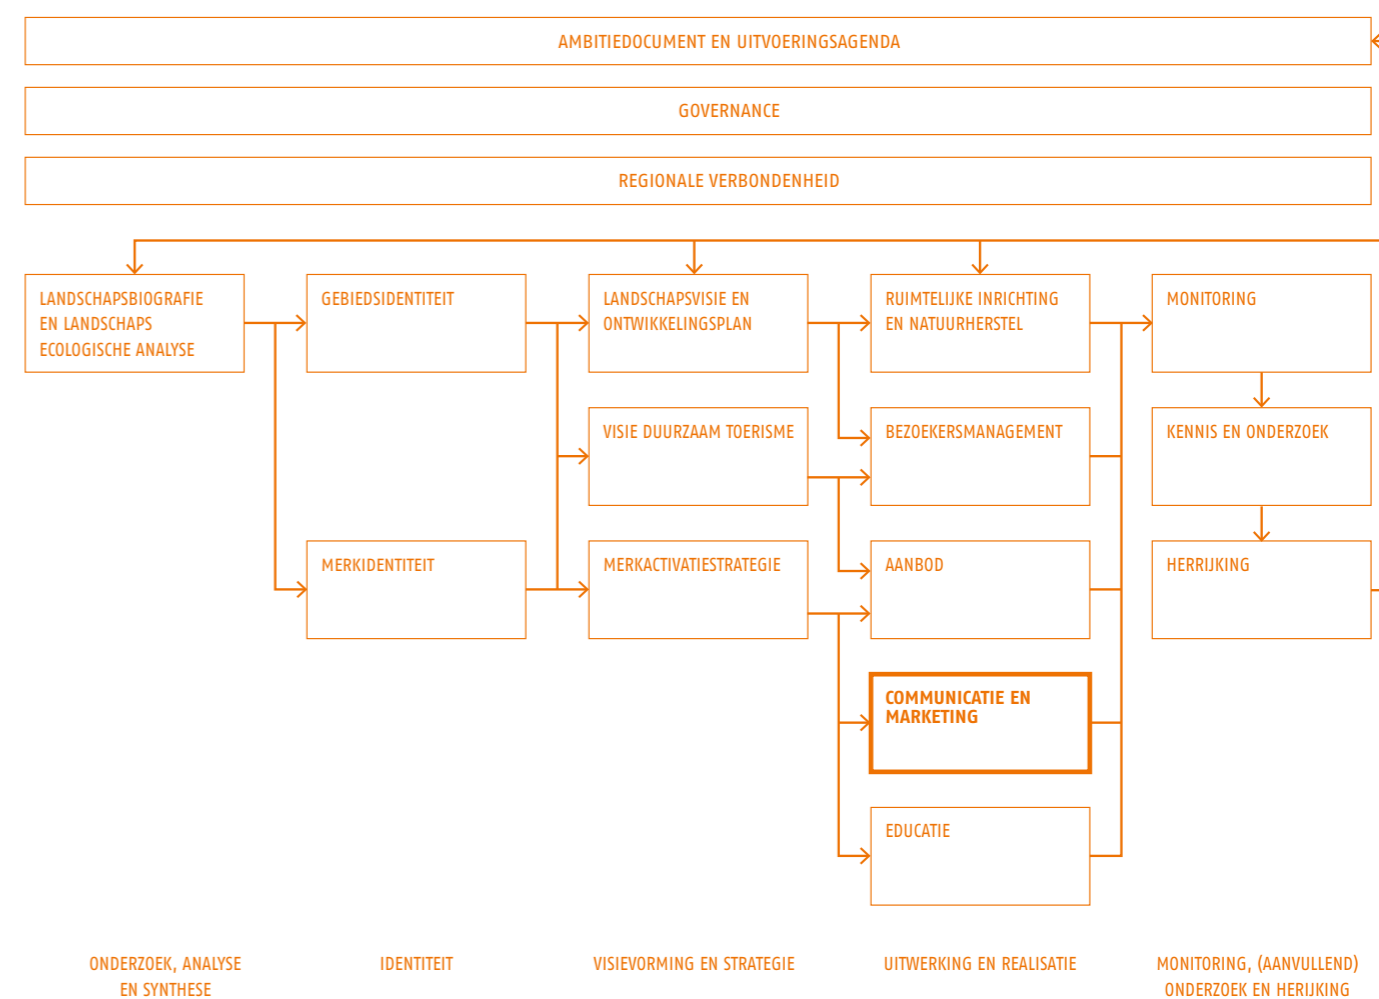 AMBITIEDOCUMENT EN UITVOERINGSAGENDA
GOVERNANCE
REGIONALE VERBONDENHEID
LANDSCHAPSBIOGRAFIE
EN LANDSCHAPS
ECOLOGISCHE ANALYSE
GEBIEDSIDENTITEIT
LANDSCHAPSVISIE EN
ONTWIKKELINGSPLAN
RUIMTELIJKE INRICHTING
EN NATUURHERSTEL
MONITORING
VISIE DUURZAAM TOERISME
BEZOEKERSMANAGEMENT
KENNIS EN ONDERZOEK
MERKIDENTITEIT
MERKACTIVATIESTRATEGIE
AANBOD
HERRIJKING
COMMUNICATIE EN
MARKETING
EDUCATIE
ONDERZOEK, ANALYSE
EN SYNTHESE
IDENTITEIT
VISIEVORMING EN STRATEGIE
UITWERKING EN REALISATIE
MONITORING, (AANVULLEND)
ONDERZOEK EN HERIJKING